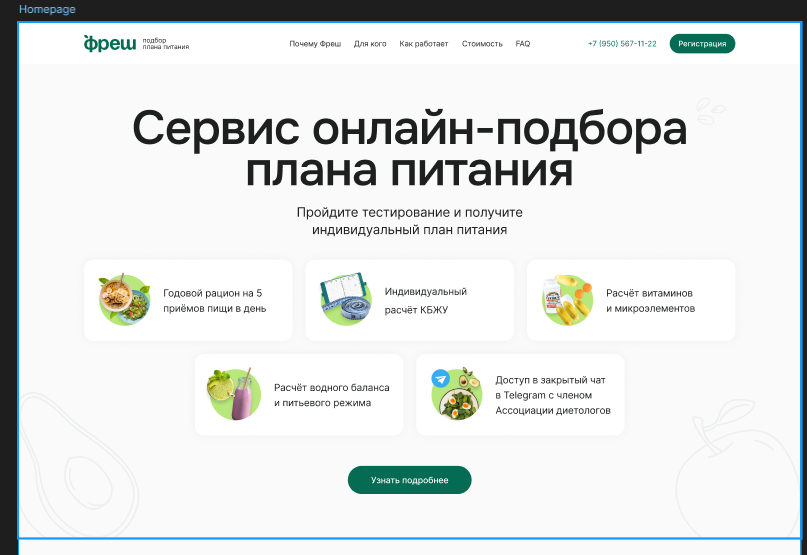 Homepage
фреш
подбор
плана питания
Почему Фреш Для кого Как работает Стоимость FAQ
+7 (950) 567-11-22
Регистрация
Сервис онлайн-подбора
плана питания
Пройдите тестирование и получите
индивидуальный план питания
Годовой рацион на 5
приёмов пищи в день
Индивидуальный
расчёт КБЖУ
Расчёт витаминов
и микроэлементов
Расчёт водного баланса
и питьевого режима
Доступ в закрытый чат
в Telegram с членом
Ассоциации диетологов
Узнать подробнее